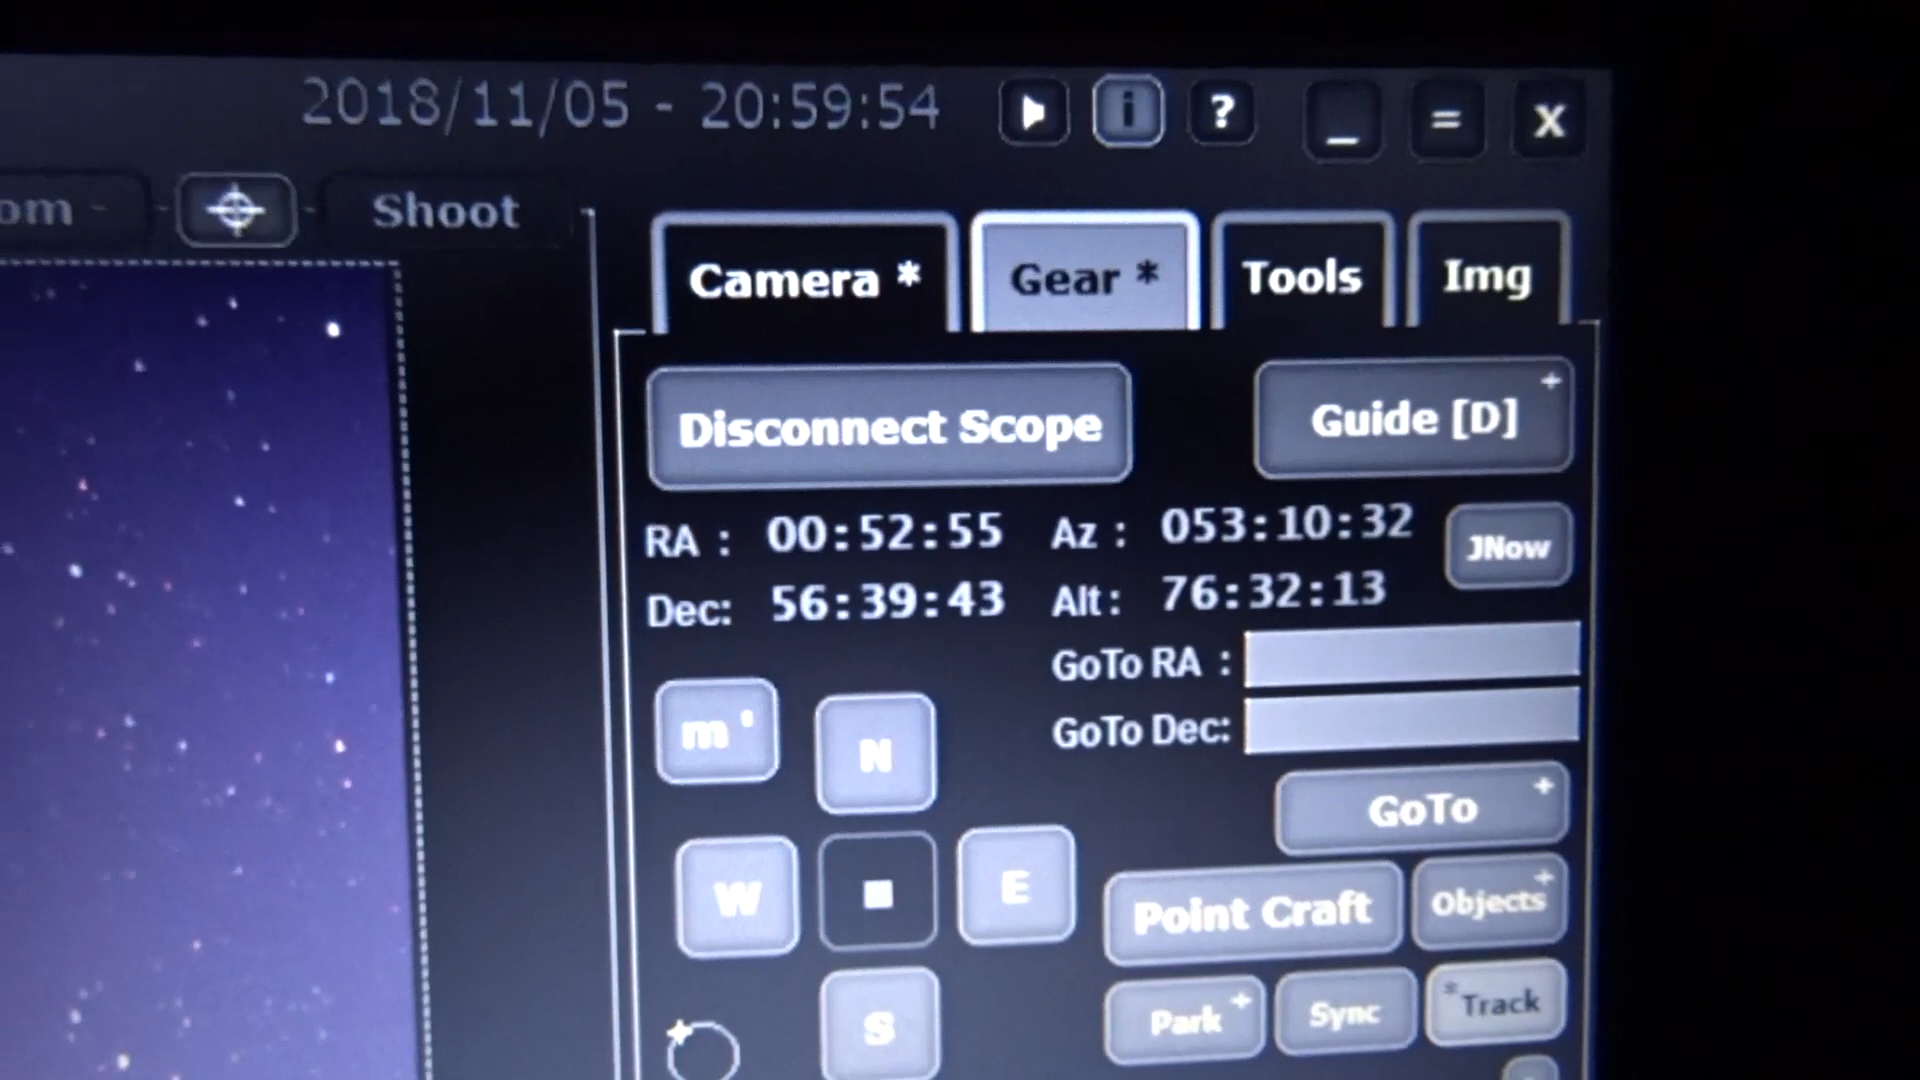 2018/11/05 - 20:59:54 i ? _ = X
om - - Shoot
Camera * Gear * Tools Img
Disconnect Scope Guide [D] +
RA : 00:52:55 Az : 053:10:32 JNow
Dec: 56:39:43 Alt: 76:32:13
GoTo RA :
GoTo Dec:
m ' N
GoTo +
W E Point Craft Objects +
S Park + Sync * Track